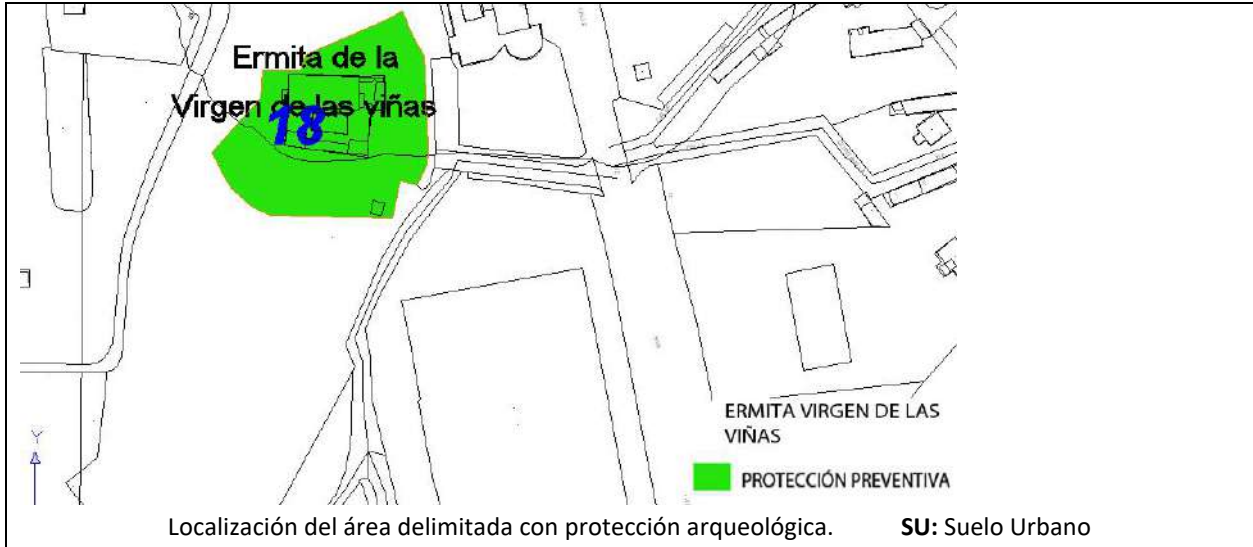 Ermita de la
Virgen de las viñas
18
ERMITA VIRGEN DE LAS
VIÑAS
PROTECCIÓN PREVENTIVA
Y
Localización del área delimitada con protección arqueológica. SU: Suelo Urbano